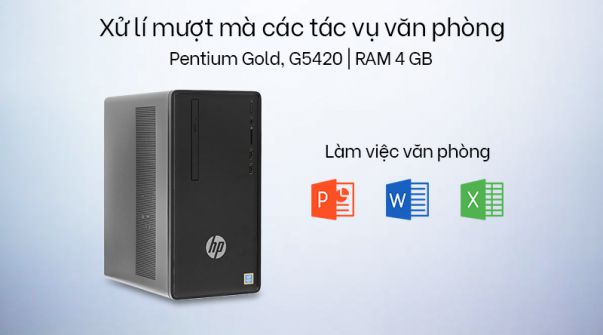 Xử lí mượt mà các tác vụ văn phòng
Pentium Gold, G5420 | RAM 4 GB
Làm việc văn phòng
P
W
X
hp